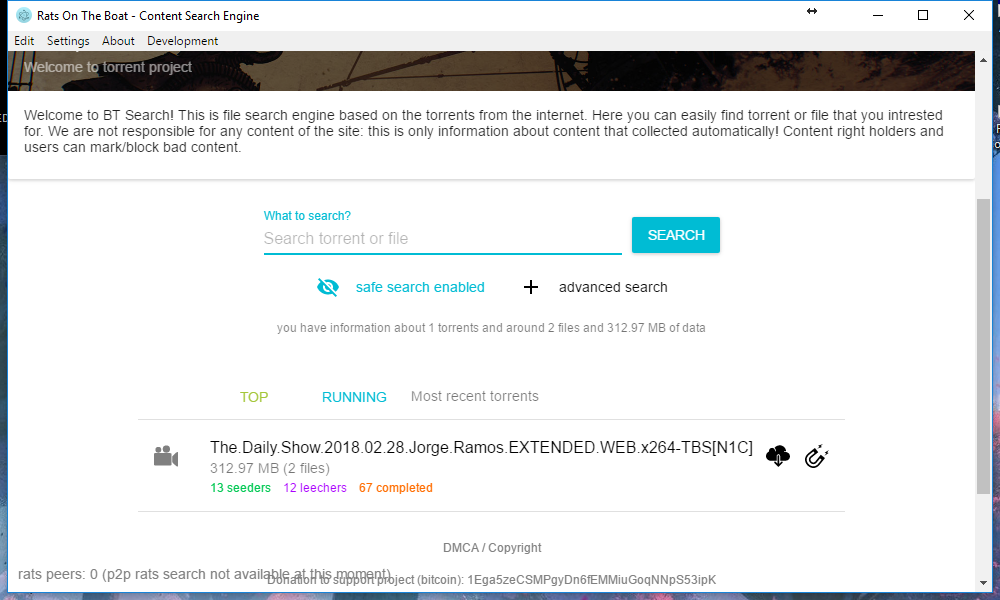 Rats On The Boat - Content Search Engine
Edit Settings About Development
Welcome to torrent project
Welcome to BT Search! This is file search engine based on the torrents from the internet. Here you can easily find torrent or file that you intrested
for. We are not responsible for any content of the site: this is only information about content that collected automatically! Content right holders and
users can mark/block bad content.
What to search?
Search torrent or file
SEARCH
safe search enabled
advanced search
you have information about 1 torrents and around 2 files and 312.97 MB of data
TOP RUNNING Most recent torrents
The.Daily.Show.2018.02.28.Jorge.Ramos.EXTENDED.WEB.x264-TBS[N1C]
312.97 MB (2 files)
13 seeders 12 leechers 67 completed
DMCA / Copyright
rats peers: 0 (p2p rats search not available at this moment)
Donation to support project (bitcoin): 1Ega5zeCSMPgyDn6fEMMiuGoqNNpS53ipK